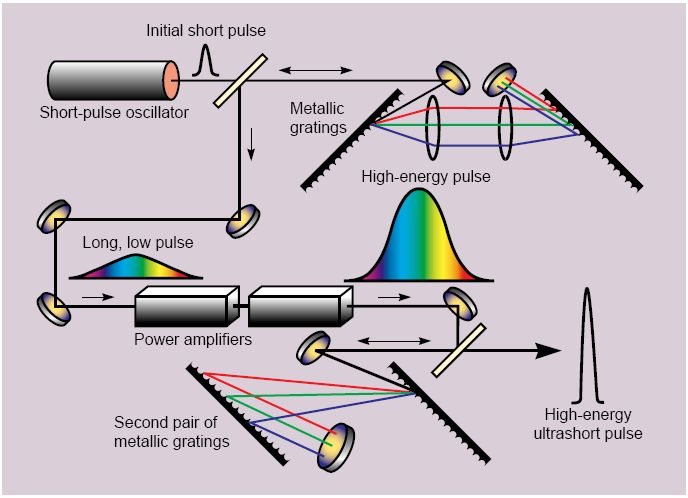 Initial short pulse
Short-pulse oscillator
Metallic
gratings
High-energy pulse
Long, low pulse
Power amplifiers
Second pair of
metallic gratings
High-energy
ultrashort pulse